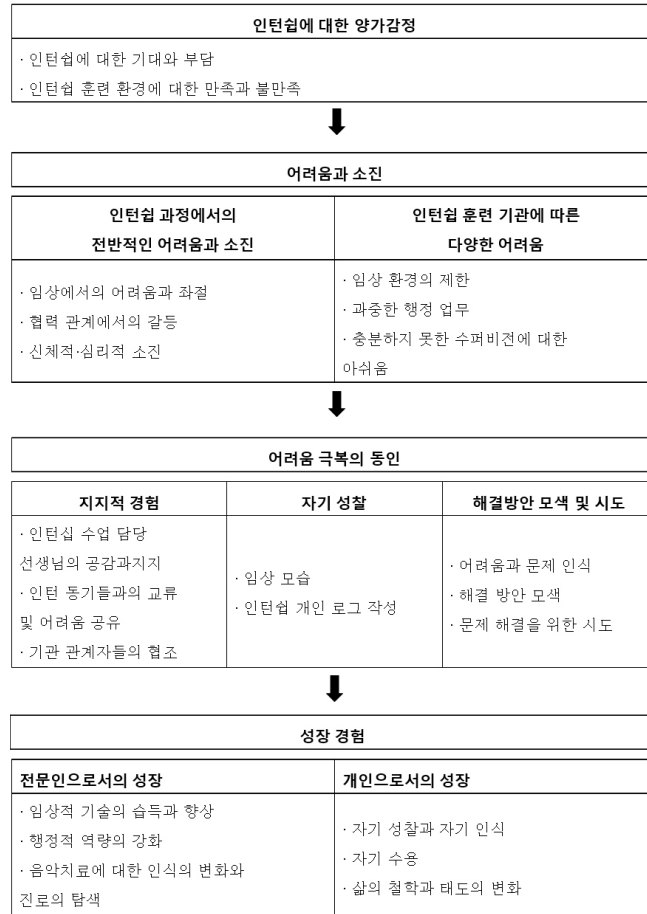 인턴쉽에 대한 양가감정
· 인턴쉽에 대한 기대와 부담
· 인턴쉽 훈련 환경에 대한 만족과 불만족
어려움과 소진
인턴쉽 과정에서의
전반적인 어려움과 소진
· 임상에서의 어려움과 좌절
· 협력 관계에서의 갈등
· 신체적·심리적 소진
인턴쉽 훈련 기관에 따른
다양한 어려움
· 임상 환경의 제한
· 과중한 행정 업무
· 충분하지 못한 수퍼비전에 대한
아쉬움
어려움 극복의 동인
지지적 경험
· 인턴십 수업 담당
선생님의 공감과지지
· 인턴 동기들과의 교류
및 어려움 공유
· 기관 관계자들의 협조
자기 성찰
· 임상 모습
· 인턴쉽 개인 로그 작성
해결방안 모색 및 시도
· 어려움과 문제 인식
· 해결 방안 모색
· 문제 해결을 위한 시도
성장 경험
전문인으로서의 성장
· 임상적 기술의 습득과 향상
· 행정적 역량의 강화
· 음악치료에 대한 인식의 변화와
진로의 탐색
개인으로서의 성장
· 자기 성찰과 자기 인식
· 자기 수용
· 삶의 철학과 태도의 변화